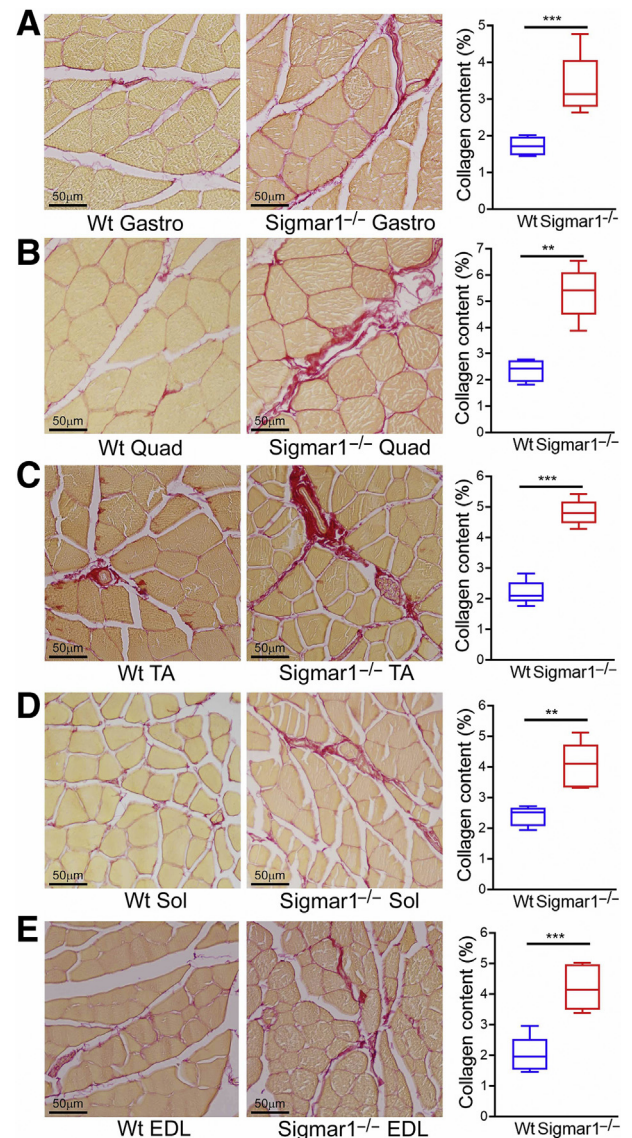 A
50µm
50µm
Wt Gastro
Sigmar1–/– Gastro
Collagen content (%)
5
4
3
2
1
0
***
Wt Sigmar1–/–
B
50µm
50µm
Wt Quad
Sigmar1–/– Quad
Collagen content (%)
7
6
5
4
3
2
1
0
**
Wt Sigmar1–/–
C
50µm
50µm
Wt TA
Sigmar1–/– TA
Collagen content (%)
6
5
4
3
2
1
0
***
Wt Sigmar1–/–
D
50µm
50µm
Wt Sol
Sigmar1–/– Sol
Collagen content (%)
6
5
4
3
2
1
0
**
Wt Sigmar1–/–
E
50µm
50µm
Wt EDL
Sigmar1–/– EDL
Collagen content (%)
6
5
4
3
2
1
0
***
Wt Sigmar1–/–